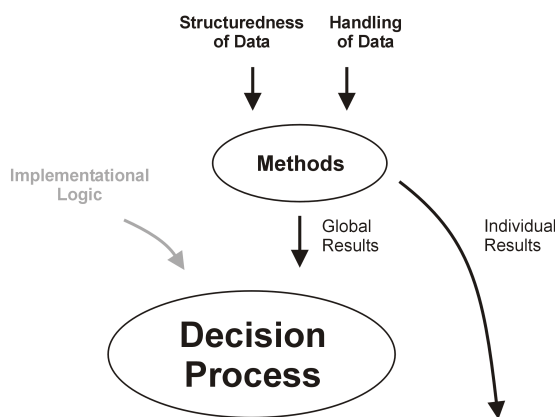 Structuredness
of Data
Handling
of Data
Methods
Implementational
Logic
Global
Results
Individual
Results
Decision
Process